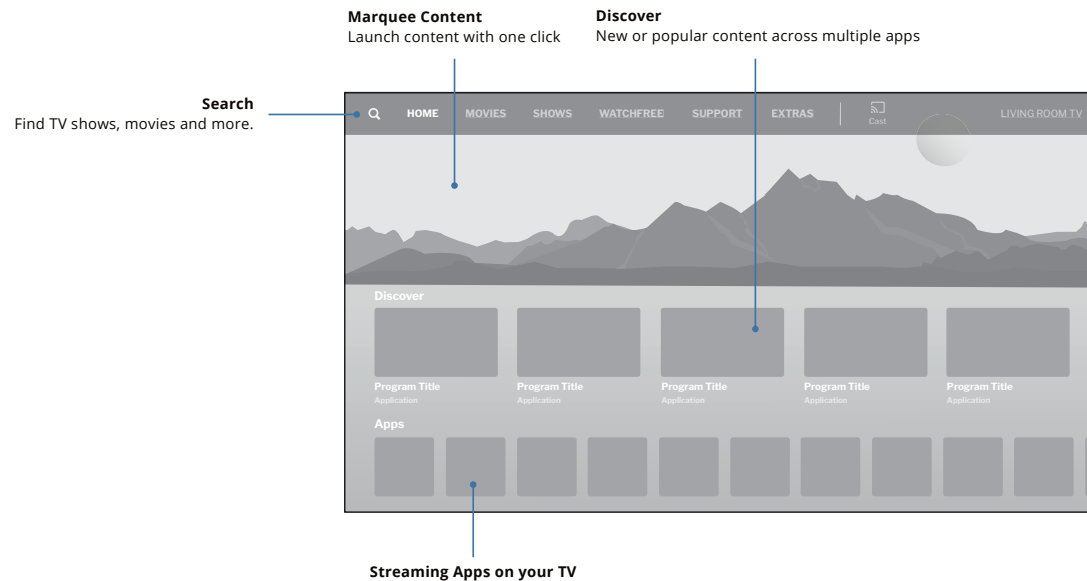 Marquee Content
Launch content with one click
Discover
New or popular content across multiple apps
Search
Find TV shows, movies and more.
HOME MOVIES SHOWS WATCHFREE SUPPORT EXTRAS Cast LIVING ROOM TV
Discover
Program Title Program Title Program Title Program Title Program Title
Application Application Application Application Application
Apps
Streaming Apps on your TV